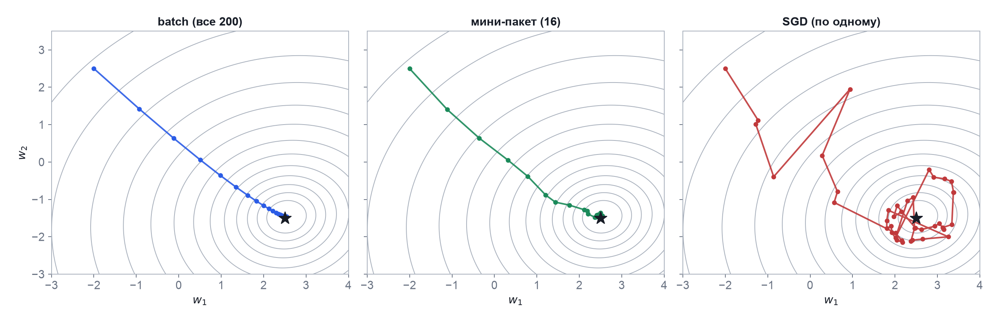 batch (все 200)
мини-пакет (16)
SGD (по одному)
w₂
3
2
1
0
−1
−2
−3
−3 −2 −1 0 1 2 3 4
−3 −2 −1 0 1 2 3 4
−3 −2 −1 0 1 2 3 4
w₁
w₁
w₁